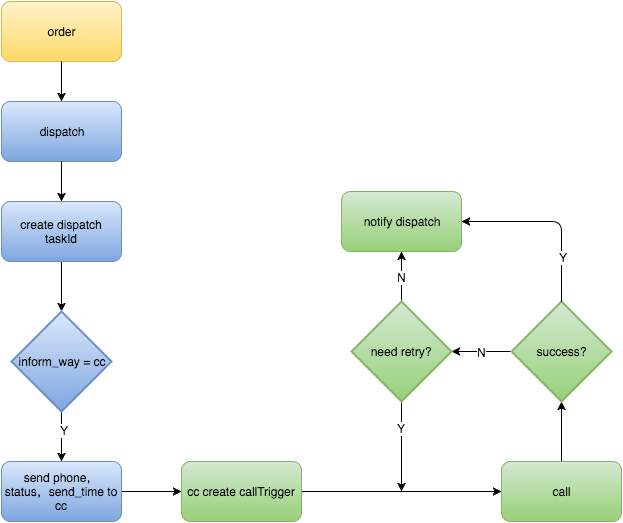 order
dispatch
create dispatch
taskId
inform_way = cc
Y
send phone,
status，send_time to
cc
cc create callTrigger
call
success?
Y
N
need retry?
N
Y
notify dispatch